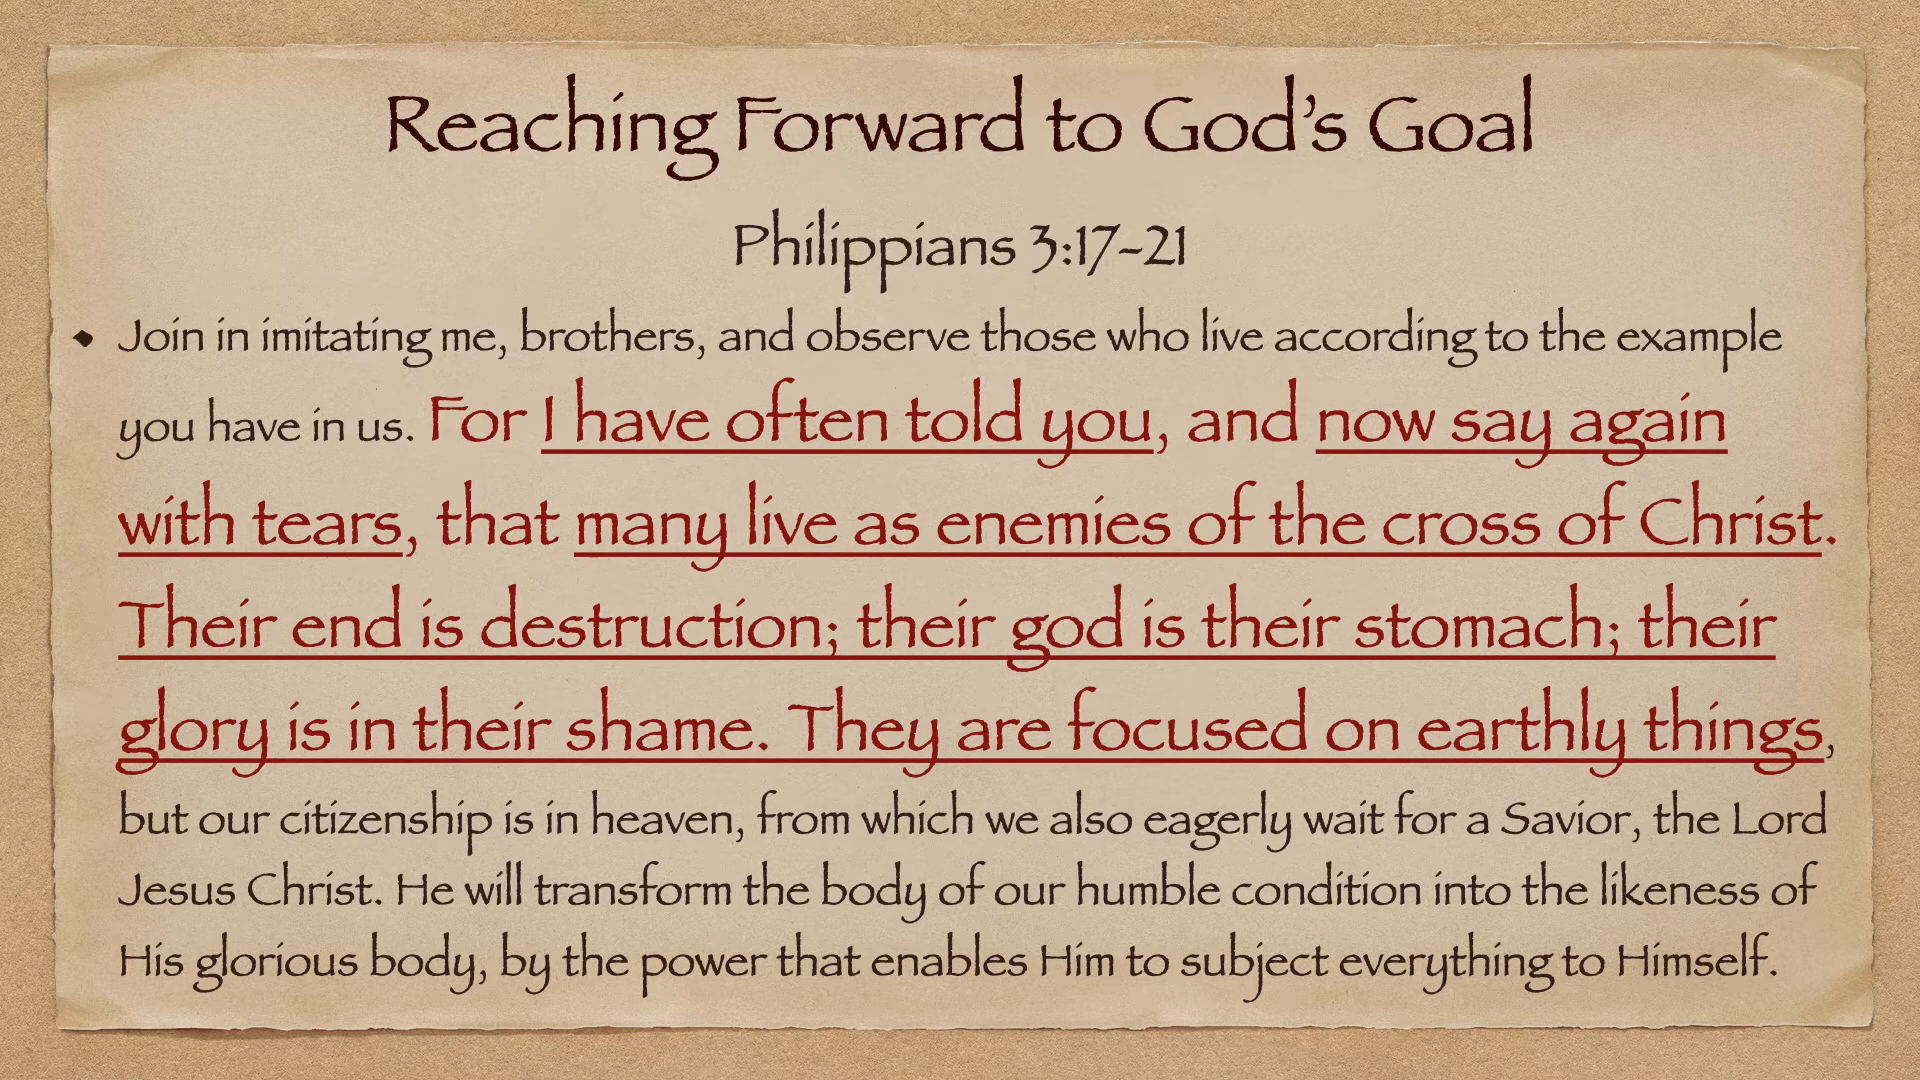 Reaching Forward to God’s Goal
Philippians 3:17-21
• Join in imitating me, brothers, and observe those who live according to the example
you have in us. For I have often told you, and now say again
with tears, that many live as enemies of the cross of Christ.
Their end is destruction; their god is their stomach; their
glory is in their shame. They are focused on earthly things,
but our citizenship is in heaven, from which we also eagerly wait for a Savior, the Lord
Jesus Christ. He will transform the body of our humble condition into the likeness of
His glorious body, by the power that enables Him to subject everything to Himself.